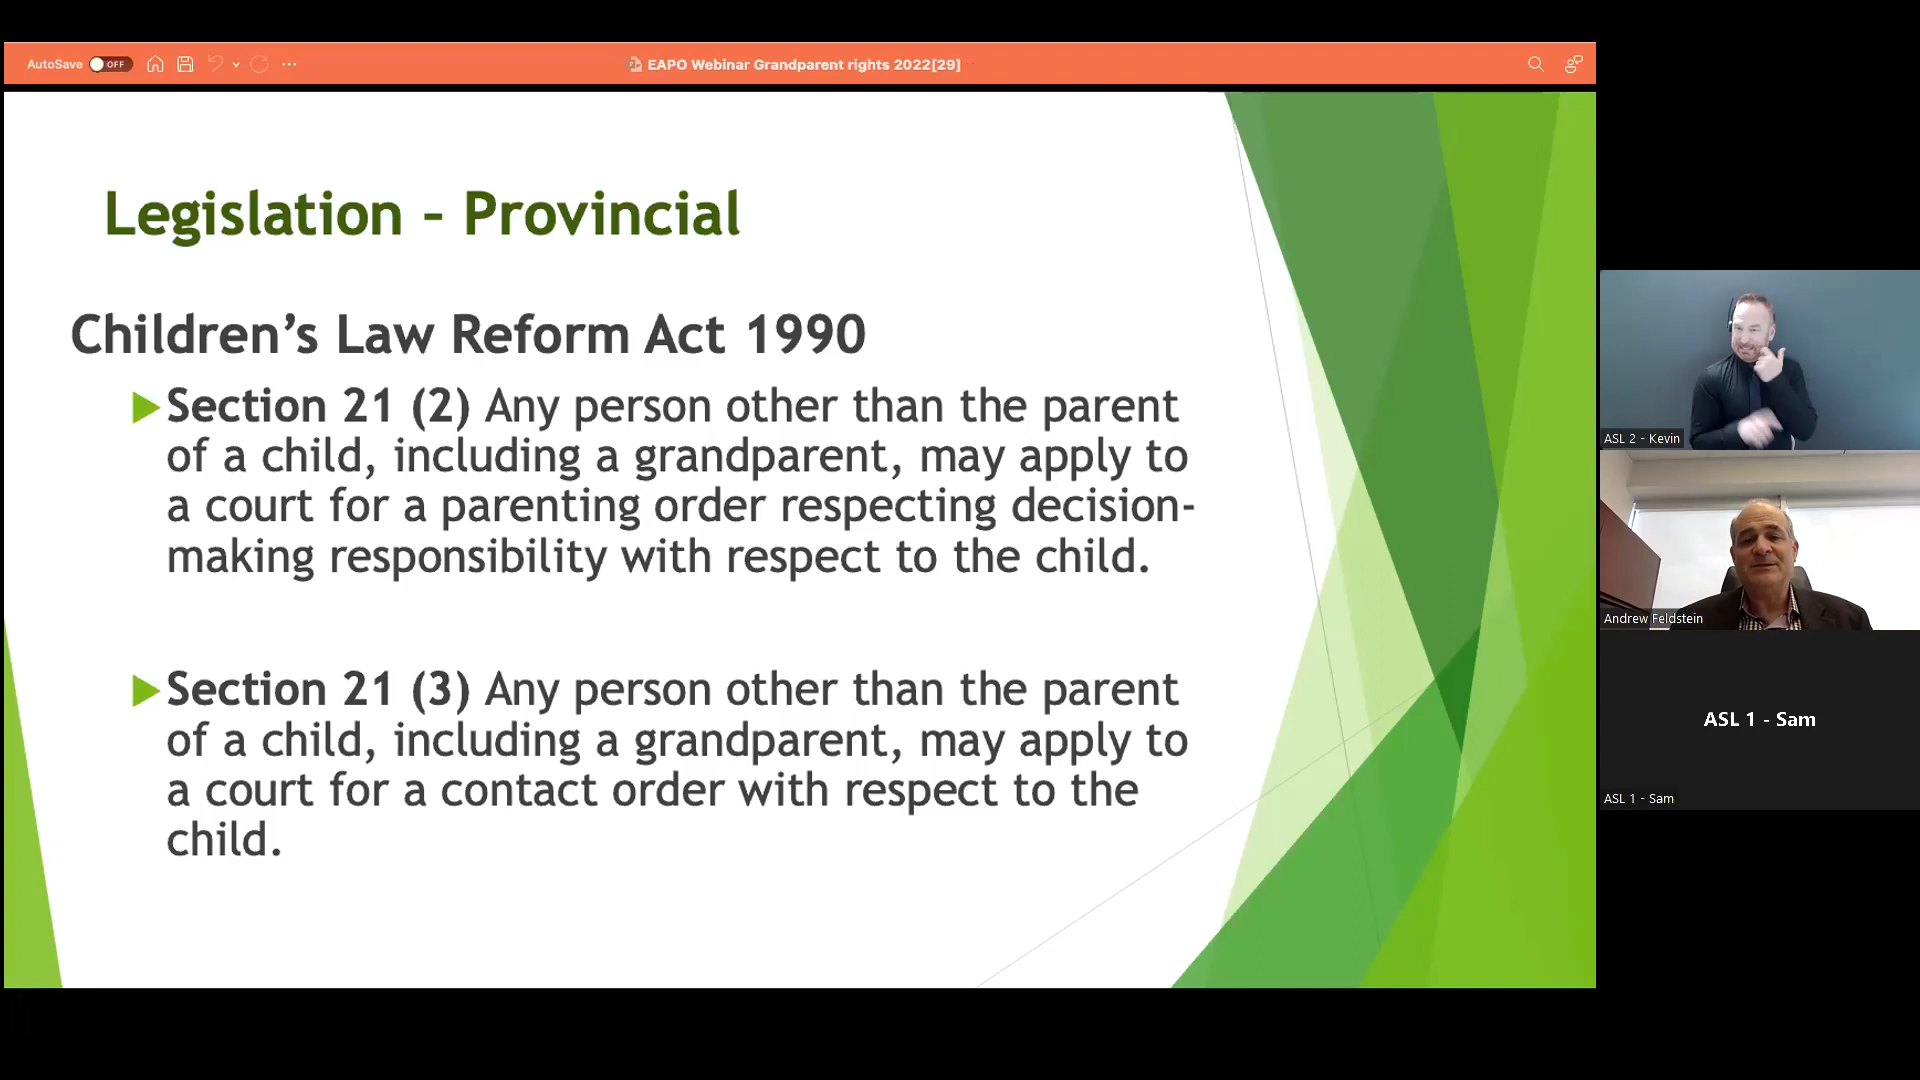 AutoSave OFF
EAPO Webinar Grandparent rights 2022[29]
Legislation – Provincial
Children’s Law Reform Act 1990
Section 21 (2) Any person other than the parent
of a child, including a grandparent, may apply to
a court for a parenting order respecting decision-
making responsibility with respect to the child.
Section 21 (3) Any person other than the parent
of a child, including a grandparent, may apply to
a court for a contact order with respect to the
child.
ASL 2 - Kevin
Andrew Feldstein
ASL 1 - Sam
ASL 1 - Sam